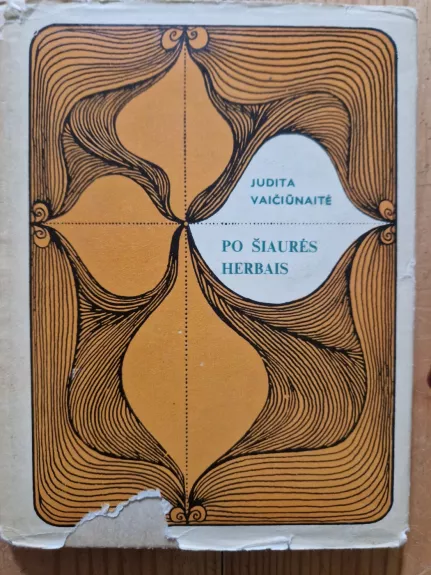 JUDITA
VAIČIŪNAITĖ
PO ŠIAURĖS
HERBAIS